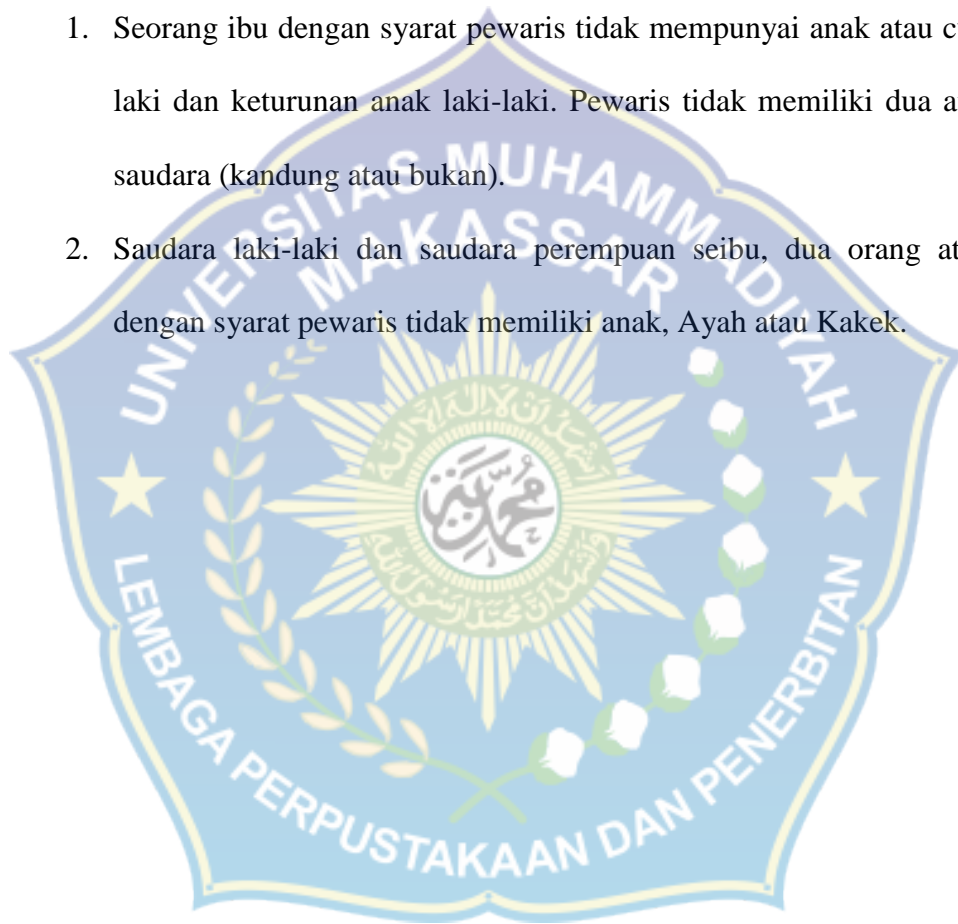 1. Seorang ibu dengan syarat pewaris tidak mempunyai anak atau
laki dan keturunan anak laki-laki. Pewaris tidak memiliki dua
saudara (kandung atau bukan).
2. Saudara laki-laki dan saudara perempuan seibu, dua orang
dengan syarat pewaris tidak memiliki anak, Ayah atau Kakek.
UNIVERSITAS MUHAMMADIYAH
MAKASSAR
LEMBAGA PERPUSTAKAAN DAN PENERBITAN